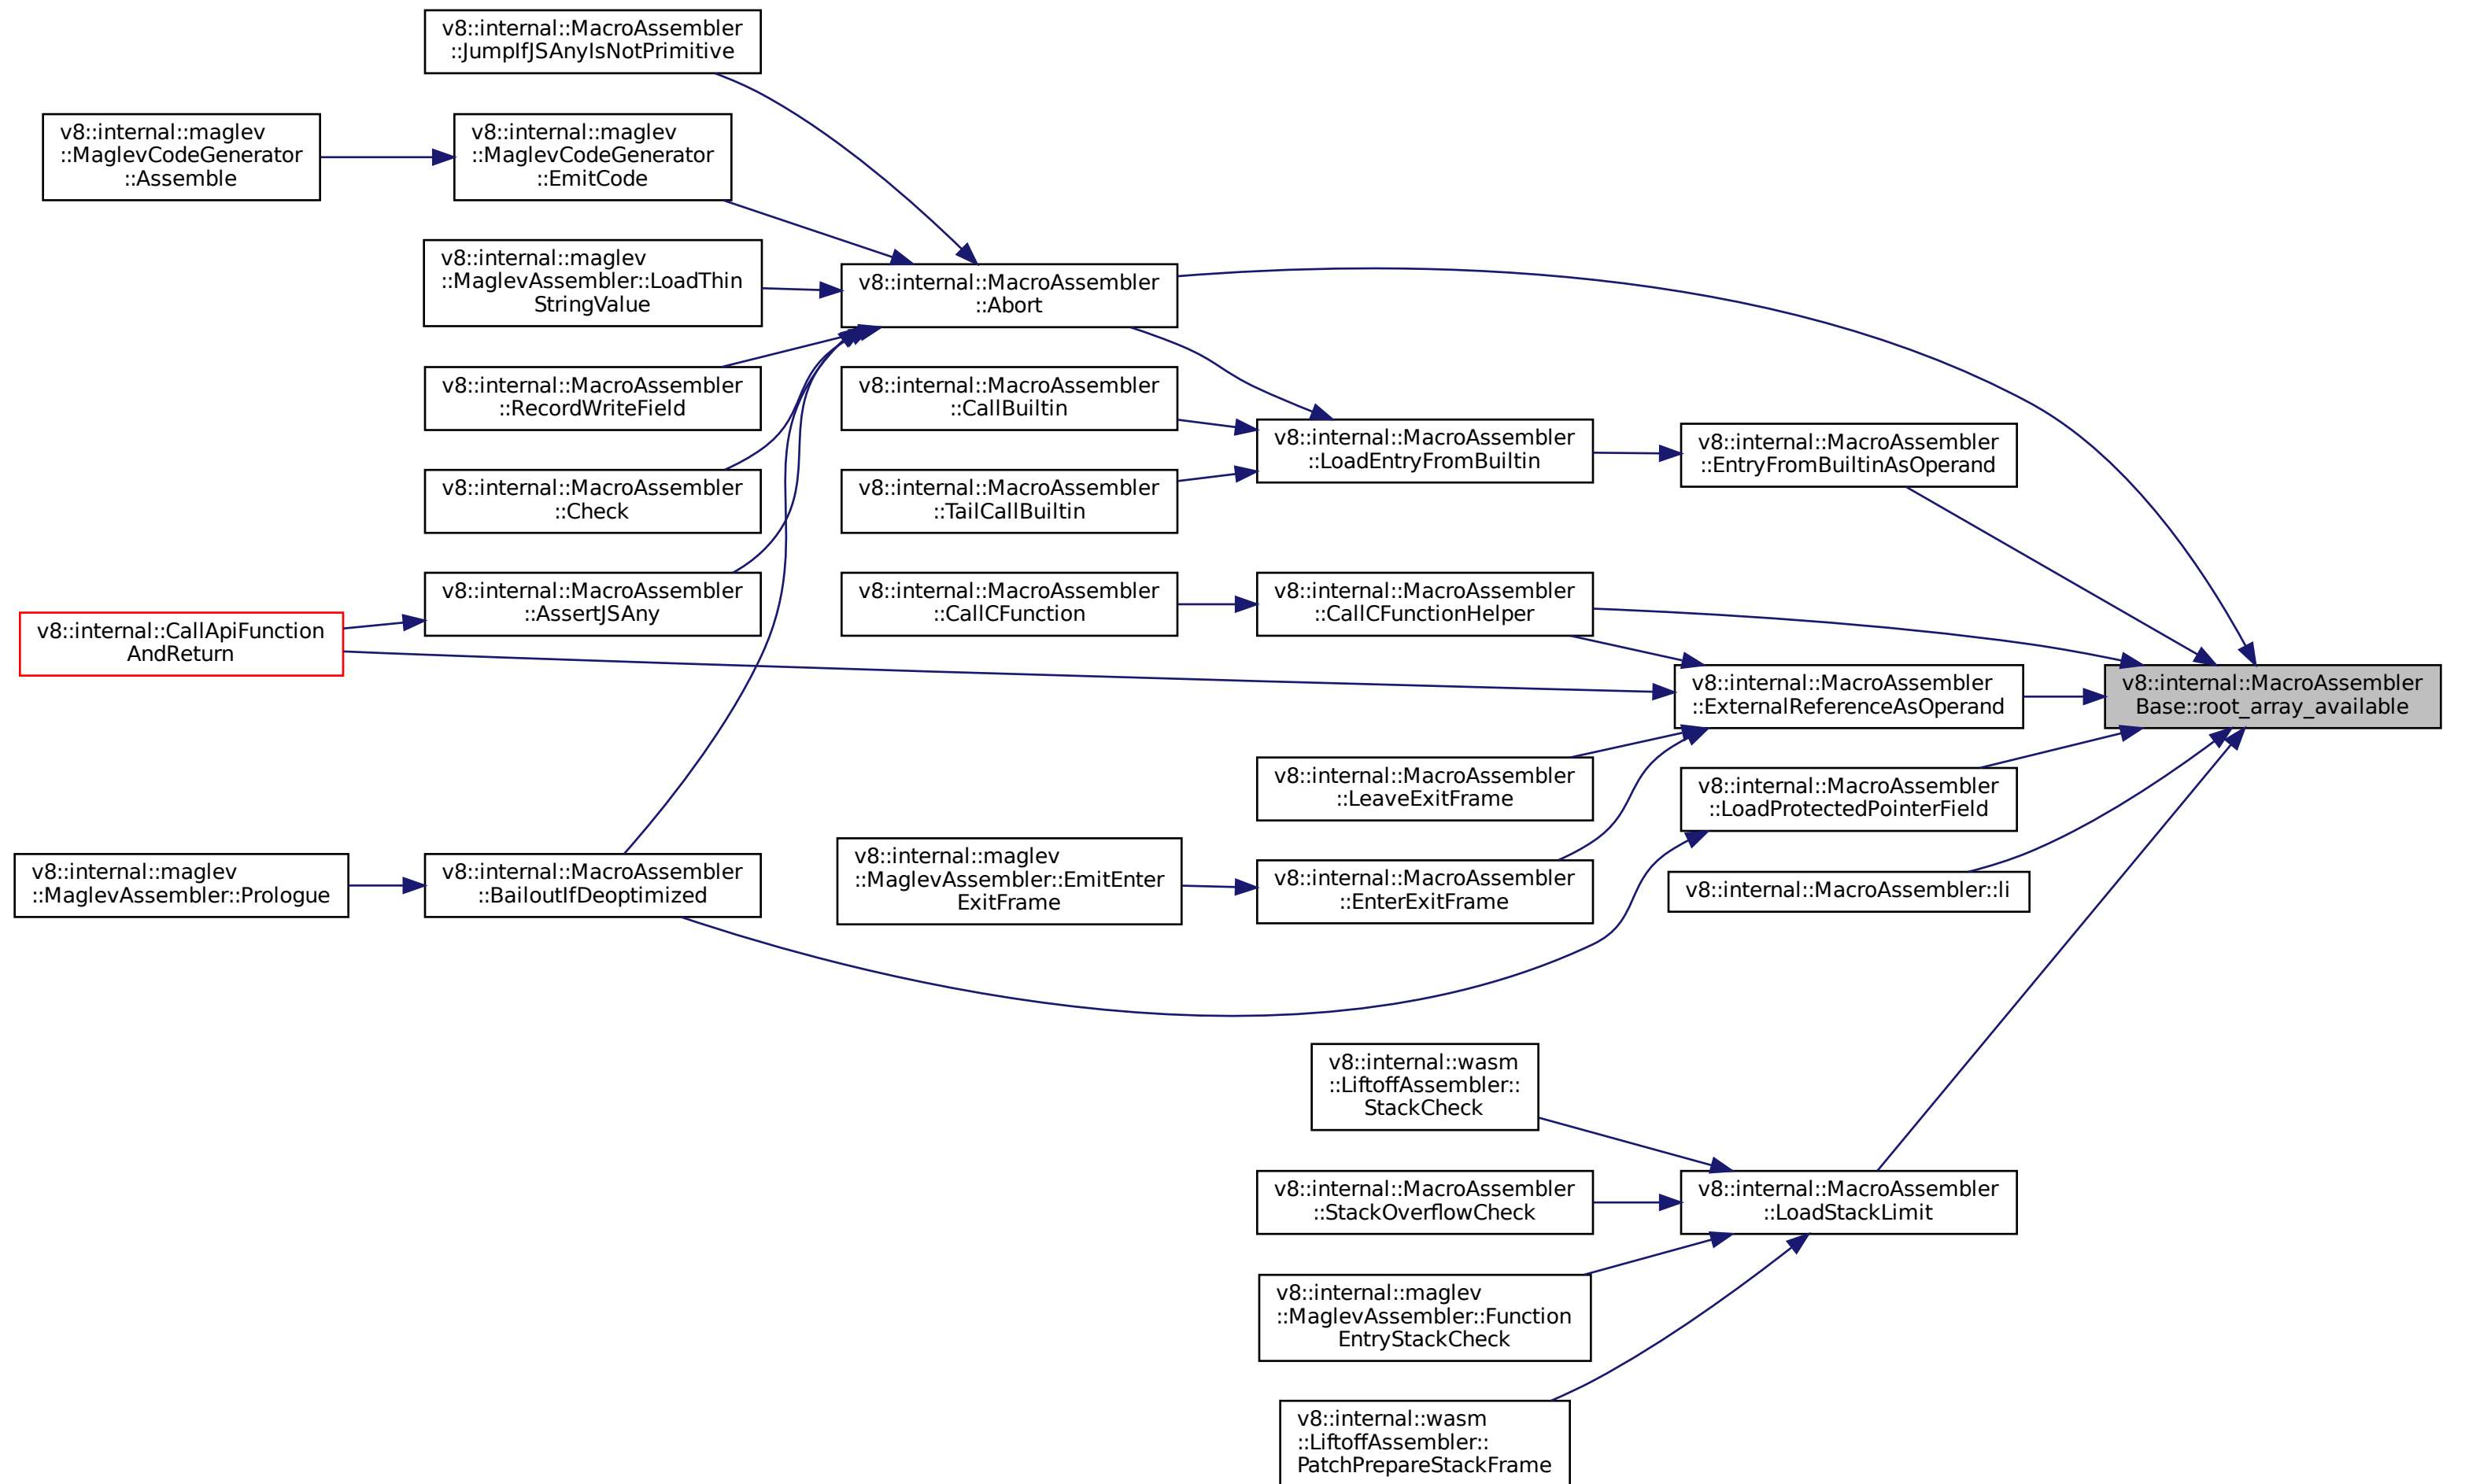 v8::internal::MacroAssembler
::JumpIfJSAnyIsNotPrimitive
v8::internal::maglev
::MaglevCodeGenerator
::Assemble
v8::internal::maglev
::MaglevCodeGenerator
::EmitCode
v8::internal::maglev
::MaglevAssembler::LoadThin
StringValue
v8::internal::MacroAssembler
::Abort
v8::internal::MacroAssembler
::RecordWriteField
v8::internal::MacroAssembler
::CallBuiltin
v8::internal::MacroAssembler
::LoadEntryFromBuiltin
v8::internal::MacroAssembler
::EntryFromBuiltinAsOperand
v8::internal::MacroAssembler
::Check
v8::internal::MacroAssembler
::TailCallBuiltin
v8::internal::CallApiFunction
AndReturn
v8::internal::MacroAssembler
::AssertJSAny
v8::internal::MacroAssembler
::CallCFunction
v8::internal::MacroAssembler
::CallCFunctionHelper
v8::internal::MacroAssembler
::ExternalReferenceAsOperand
v8::internal::MacroAssembler
Base::root_array_available
v8::internal::MacroAssembler
::LeaveExitFrame
v8::internal::MacroAssembler
::LoadProtectedPointerField
v8::internal::maglev
::MaglevAssembler::Prologue
v8::internal::MacroAssembler
::BailoutIfDeoptimized
v8::internal::maglev
::MaglevAssembler::EmitEnter
ExitFrame
v8::internal::MacroAssembler
::EnterExitFrame
v8::internal::MacroAssembler::li
v8::internal::wasm
::LiftoffAssembler::
StackCheck
v8::internal::MacroAssembler
::StackOverflowCheck
v8::internal::MacroAssembler
::LoadStackLimit
v8::internal::maglev
::MaglevAssembler::Function
EntryStackCheck
v8::internal::wasm
::LiftoffAssembler::
PatchPrepareStackFrame